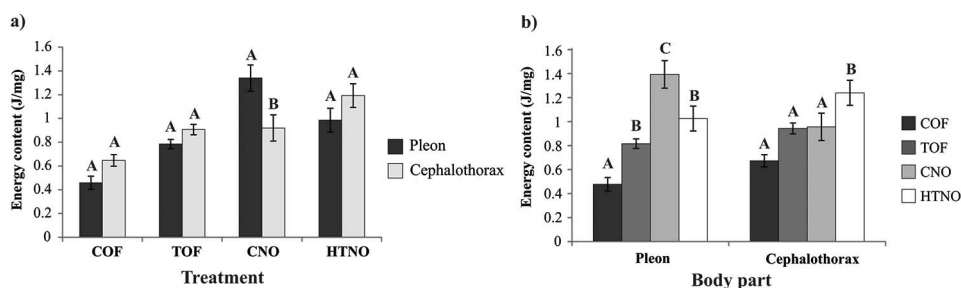 a)
Energy content (J/mg)
1.6
1.4
1.2
1
0.8
0.6
0.4
0.2
0
A A A A A B A A
COF TOF CNO HTNO
Treatment
Pleon
Cephalothorax
b)
Energy content (J/mg)
1.6
1.4
1.2
1
0.8
0.6
0.4
0.2
0
A B C B A A A B
Pleon Cephalothorax
Body part
COF
TOF
CNO
HTNO